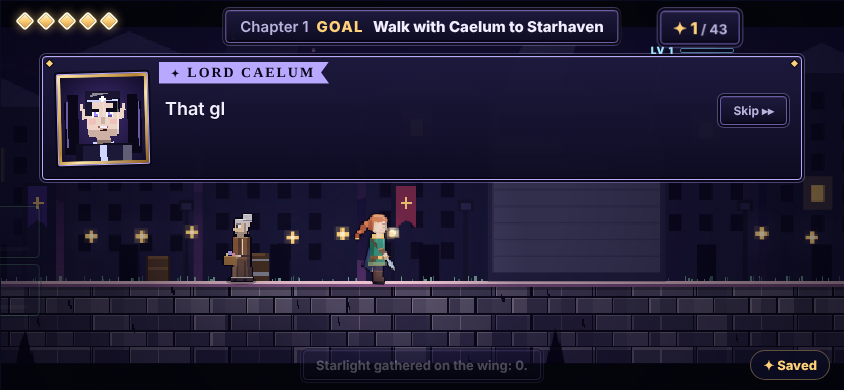 Chapter 1 GOAL Walk with Caelum to Starhaven
1 / 43
LV 1
LORD CAELUM
That gl
Skip
Starlight gathered on the wing: 0.
Saved